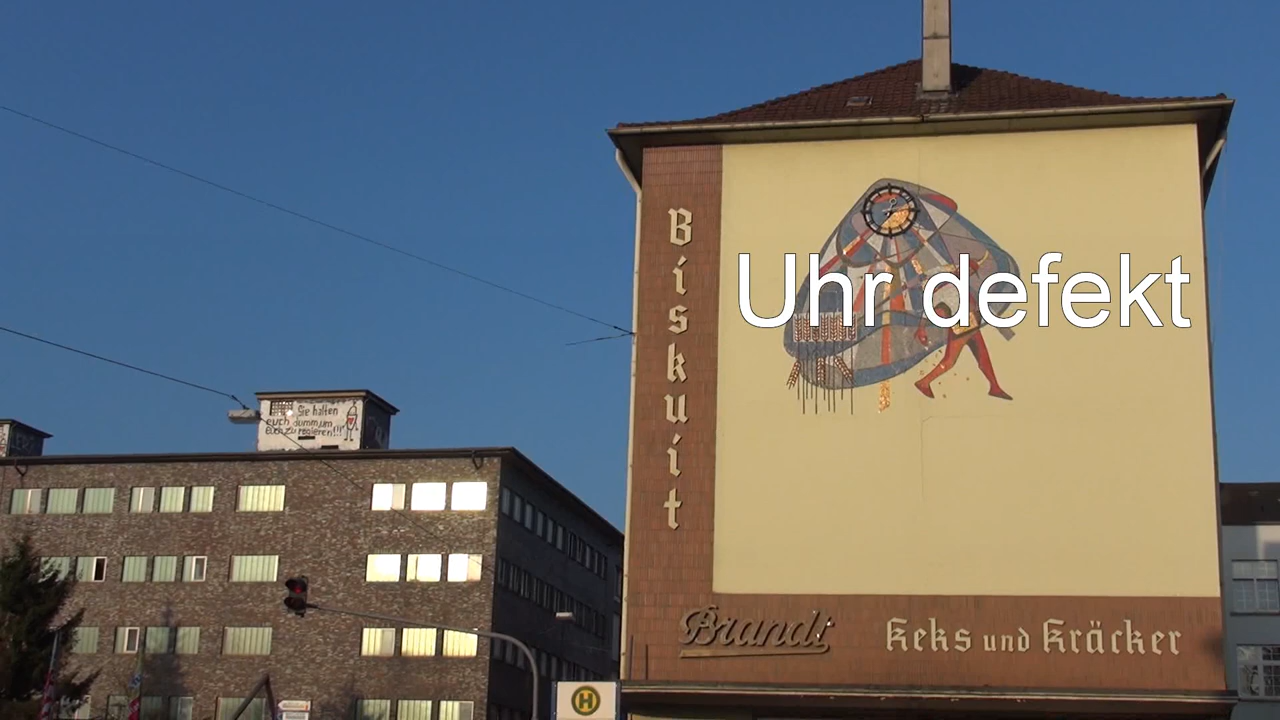 Biskuit
Uhr defekt
Sie halten
euch dumm, um
Euch zu regieren!!!
Brandt
Keks und Kräcker
H